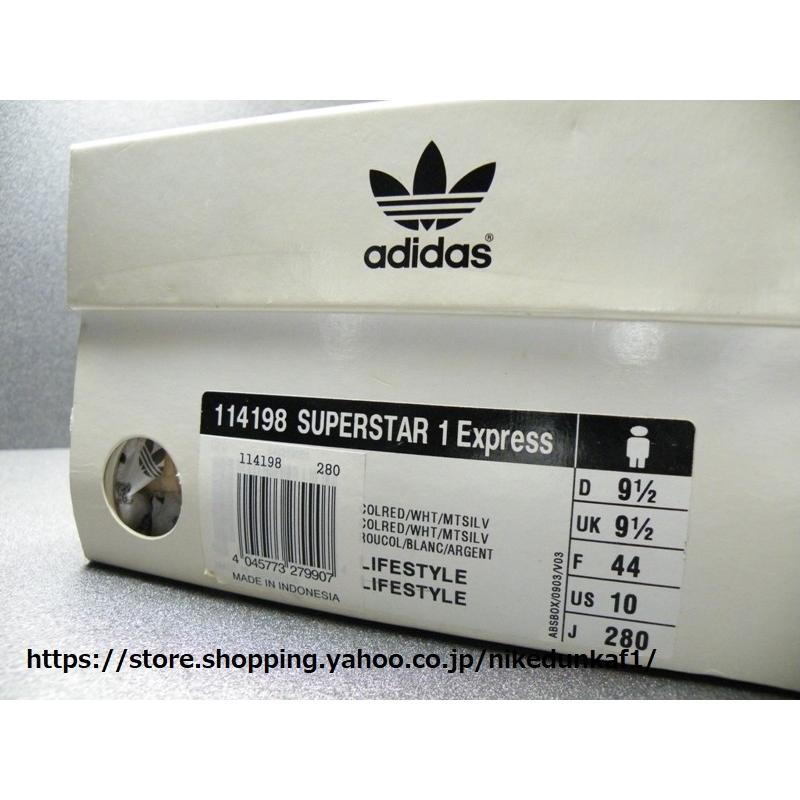 adidas®
114198 SUPERSTAR 1 Express
114198 280
4 045773 279907
MADE IN INDONESIA
COLRED/WHT/MTSILV
COLRED/WHT/MTSILV
ROUCOL/BLANC/ARGENT
LIFESTYLE
LIFESTYLE
ABSBOX/0903/V03
D 9½
UK 9½
F 44
US 10
J 280
https://store.shopping.yahoo.co.jp/nikedunkaf1/